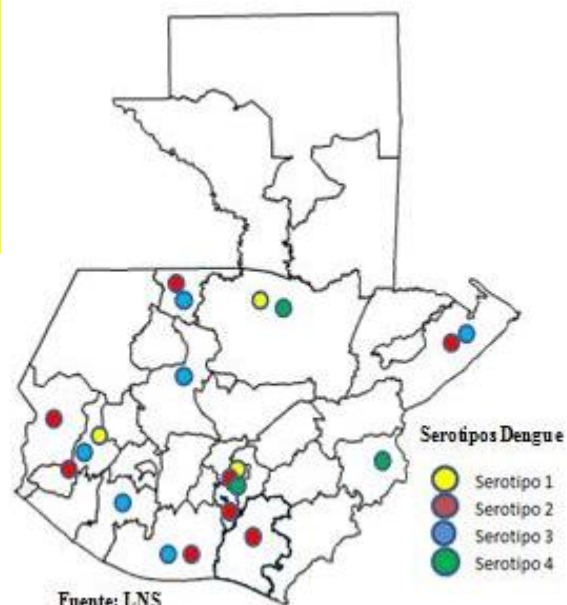 Serotipos Dengue
Serotipo 1
Serotipo 2
Serotipo 3
Serotipo 4
Fuente: LNS